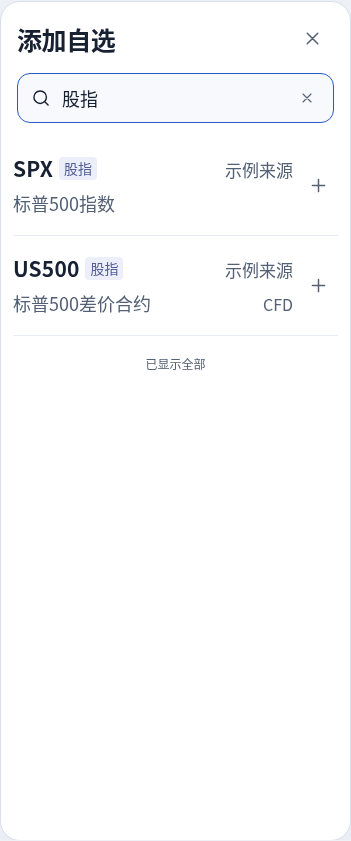 添加自选
股指
SPX 股指 示例来源
标普500指数
US500 股指 示例来源
标普500差价合约 CFD
已显示全部